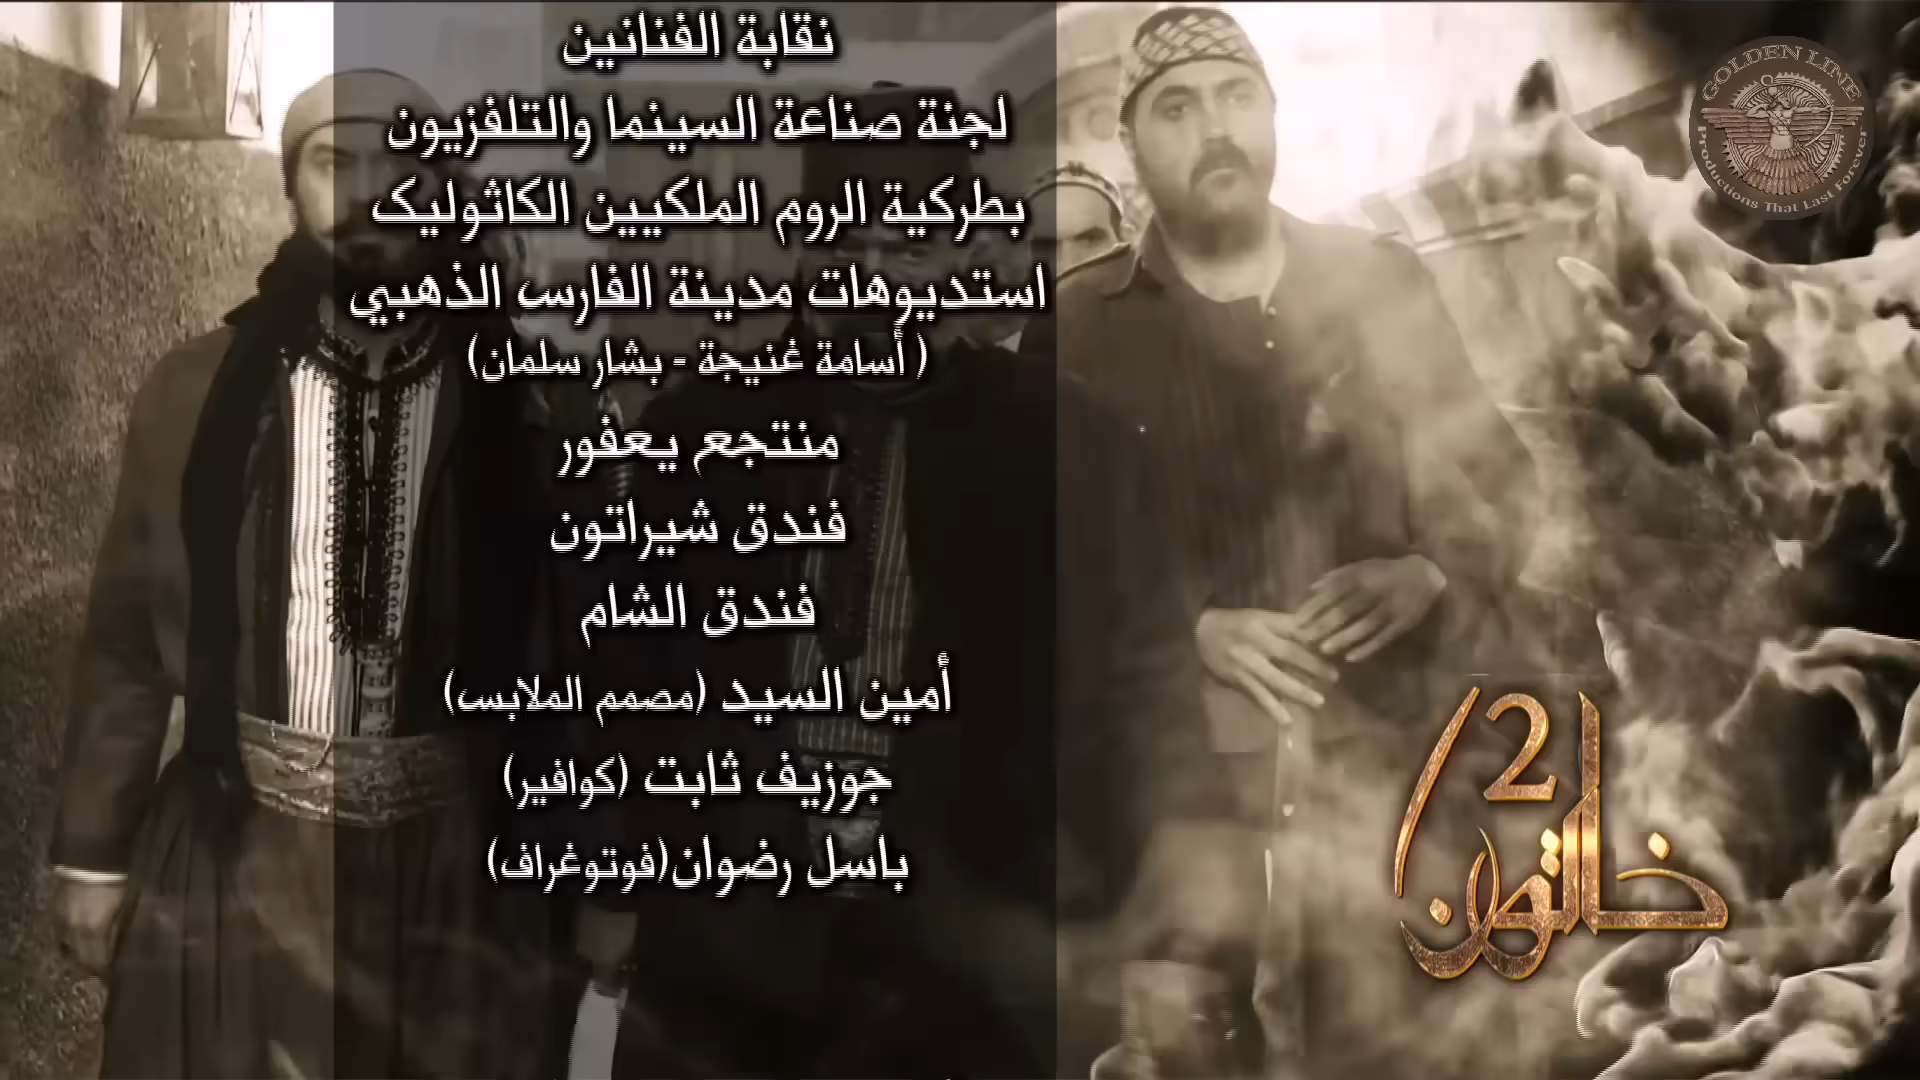 نقابة الفنانين
لجنة صناعة السينما والتلفزيون
بطركية الروم الملكيين الكاثوليك
استديوهات مدينة الفارس الذهبي
( أسامة غنيجة - بشار سلمان)
منتجع يعفور
فندق شيراتون
فندق الشام
أمين السيد (مصمم الملابس)
جوزيف ثابت (كوافير)
باسل رضوان(فوتوغراف)
GOLDEN LINE
Productions That Last Forever
2
خاتون